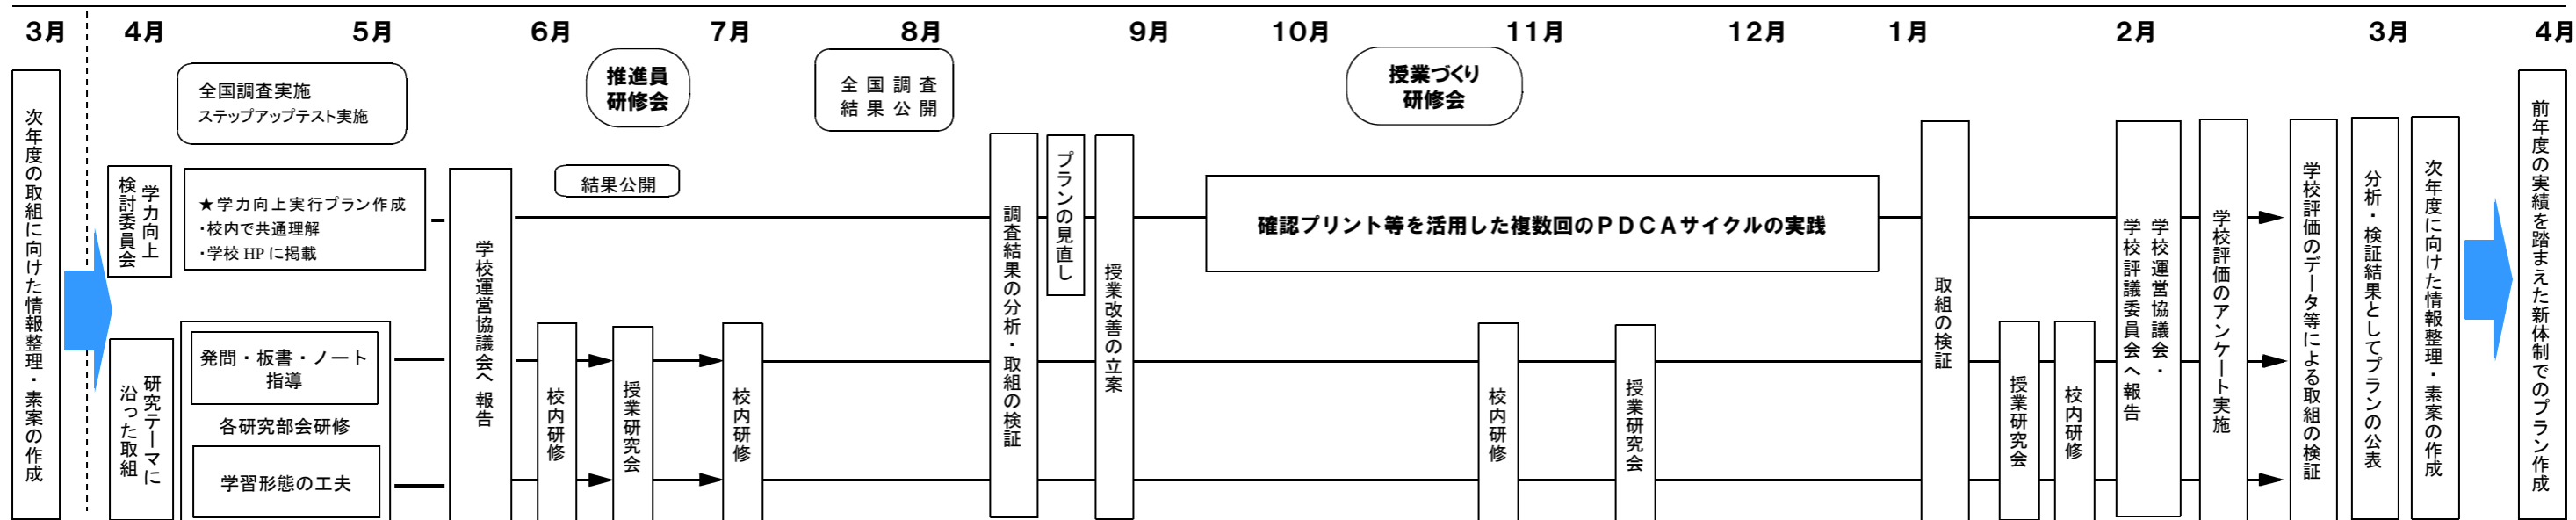 3月
4月
5月
6月
7月
8月
9月
10月
11月
12月
1月
2月
3月
4月
次年度の取組に向けた情報整理・素案の作成
全国調査実施
ステップアップテスト実施
推進員
研修会
全国調査
結果公開
授業づくり
研修会
学力向上
検討委員会
★学力向上実行プラン作成
・校内で共通理解
・学校 HP に掲載
結果公開
研究テーマに
沿った取組
発問・板書・ノート
指導
各研究部会研修
学習形態の工夫
学校運営協議会へ報告
校内研修
授業研究会
校内研修
調査結果の分析・取組の検証
プランの見直し
授業改善の立案
確認プリント等を活用した複数回のPDCAサイクルの実践
校内研修
授業研究会
取組の検証
授業研究会
校内研修
学校運営協議会・
学校評議委員会へ報告
学校評価のアンケート実施
学校評価のデータ等による取組の検証
分析・検証結果としてプランの公表
次年度に向けた情報整理・素案の作成
前年度の実績を踏まえた新体制でのプラン作成